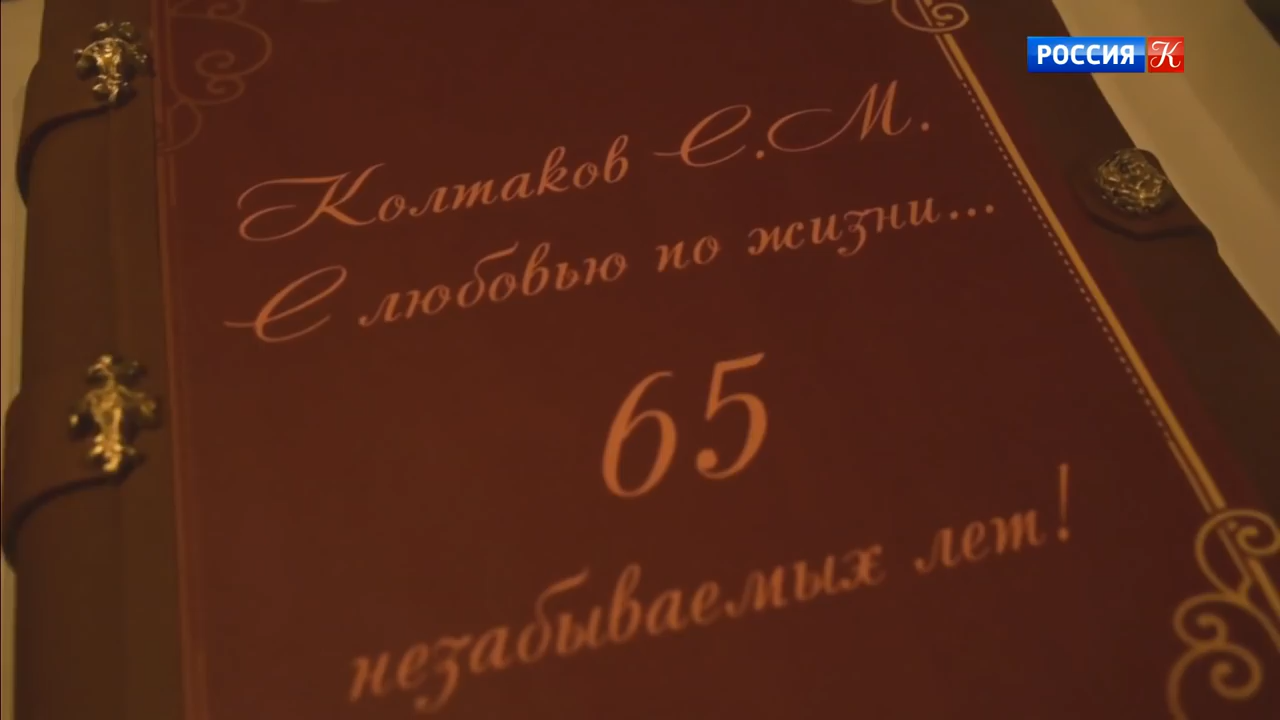 РОССИЯ К
Колтаков С.М.
С любовью по жизни...
65
незабываемых лет!